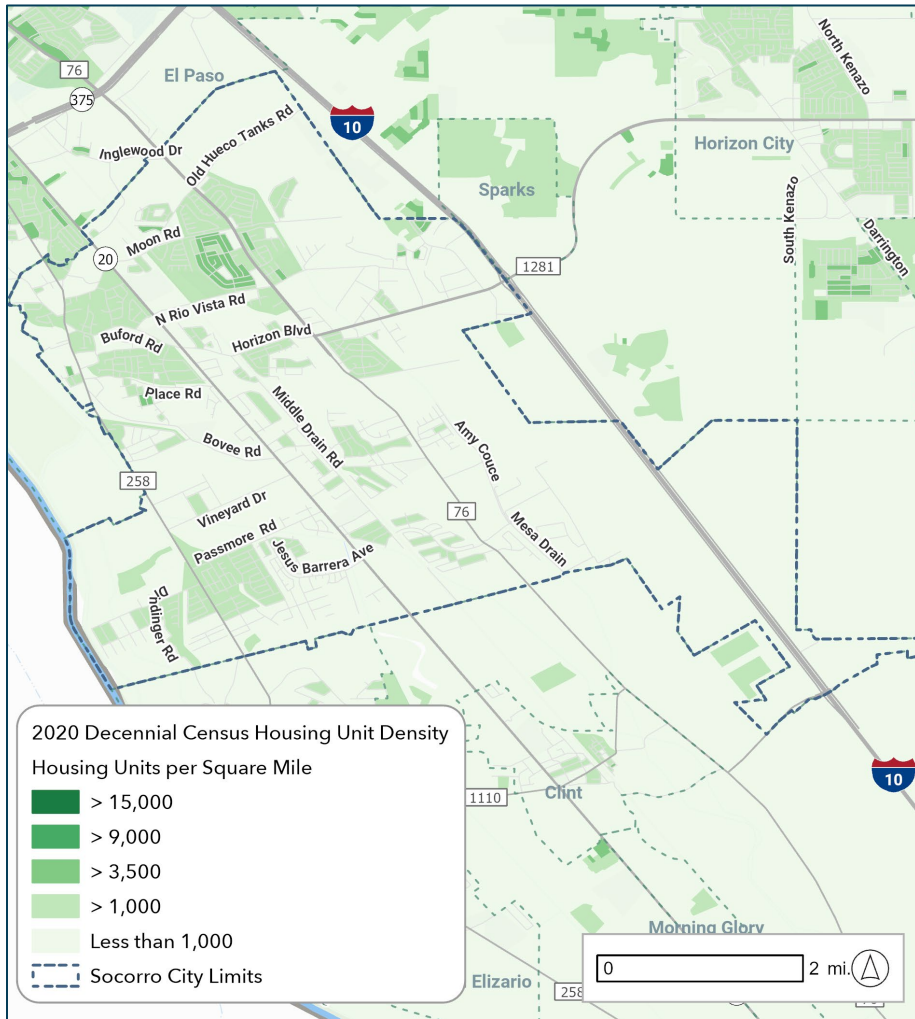 76
El Paso
375
10
North Kenazo
Inglewood Dr
Old Hueco Tanks Rd
Horizon City
Sparks
South Kenazo
Darrington
Moon Rd
20
1281
N Rio Vista Rd
Buford Rd
Horizon Blvd
Place Rd
Middle Drain Rd
Bovee Rd
Amy Couce
258
Vineyard Dr
76
Mesa Drain
Passmore Rd
Jesus Barrera Ave
Dindinger Rd
2020 Decennial Census Housing Unit Density
Housing Units per Square Mile
> 15,000
> 9,000
> 3,500
> 1,000
Less than 1,000
Socorro City Limits
10
1110
Clint
Morning Glory
Elizario
258
0
2 mi.